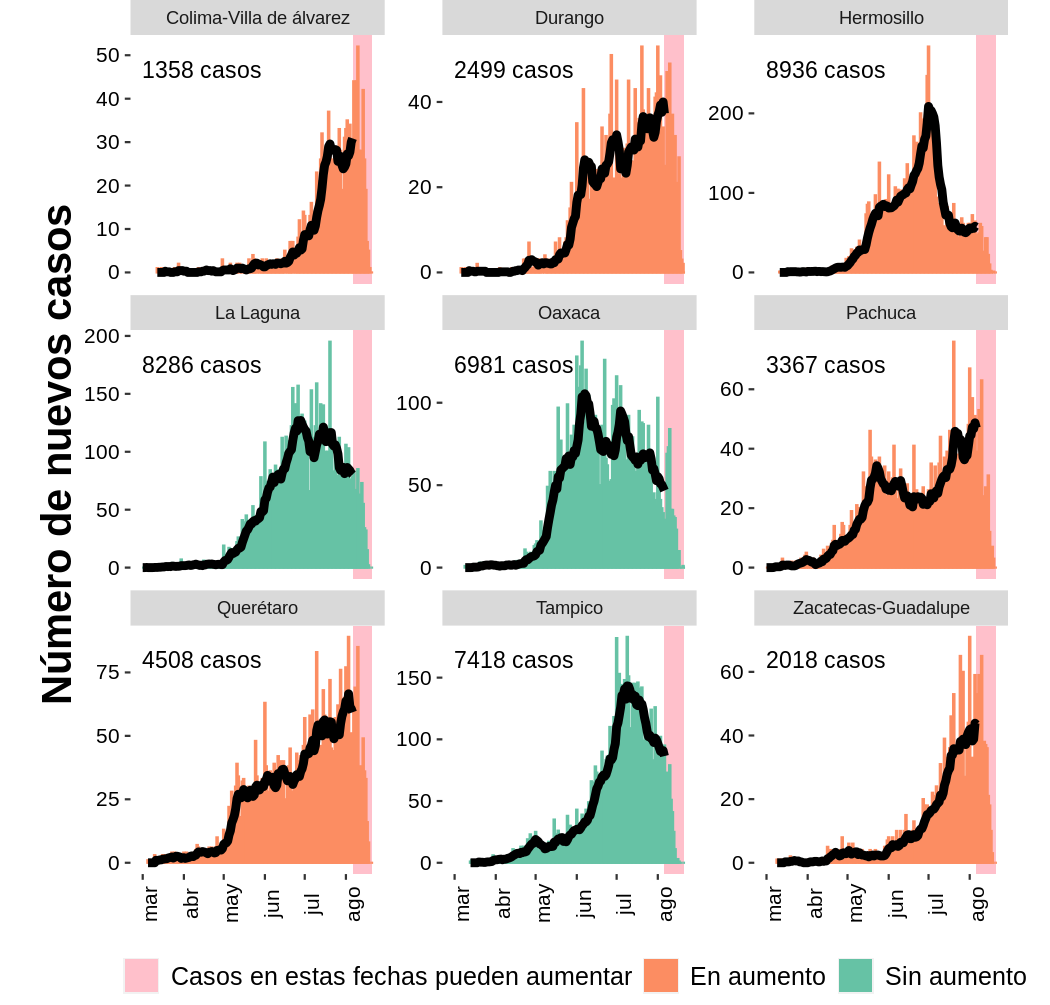 Colima-Villa de álvarez
Durango
Hermosillo
50
40
30
20
10
0
1358 casos
40
20
0
2499 casos
200
100
0
8936 casos
Número de nuevos casos
La Laguna
Oaxaca
Pachuca
200
150
100
50
0
8286 casos
100
50
0
6981 casos
60
40
20
0
3367 casos
Querétaro
Tampico
Zacatecas-Guadalupe
75
50
25
0
4508 casos
150
100
50
0
7418 casos
60
40
20
0
2018 casos
mar abr may jun jul ago
mar abr may jun jul ago
mar abr may jun jul ago
Casos en estas fechas pueden aumentar En aumento Sin aumento